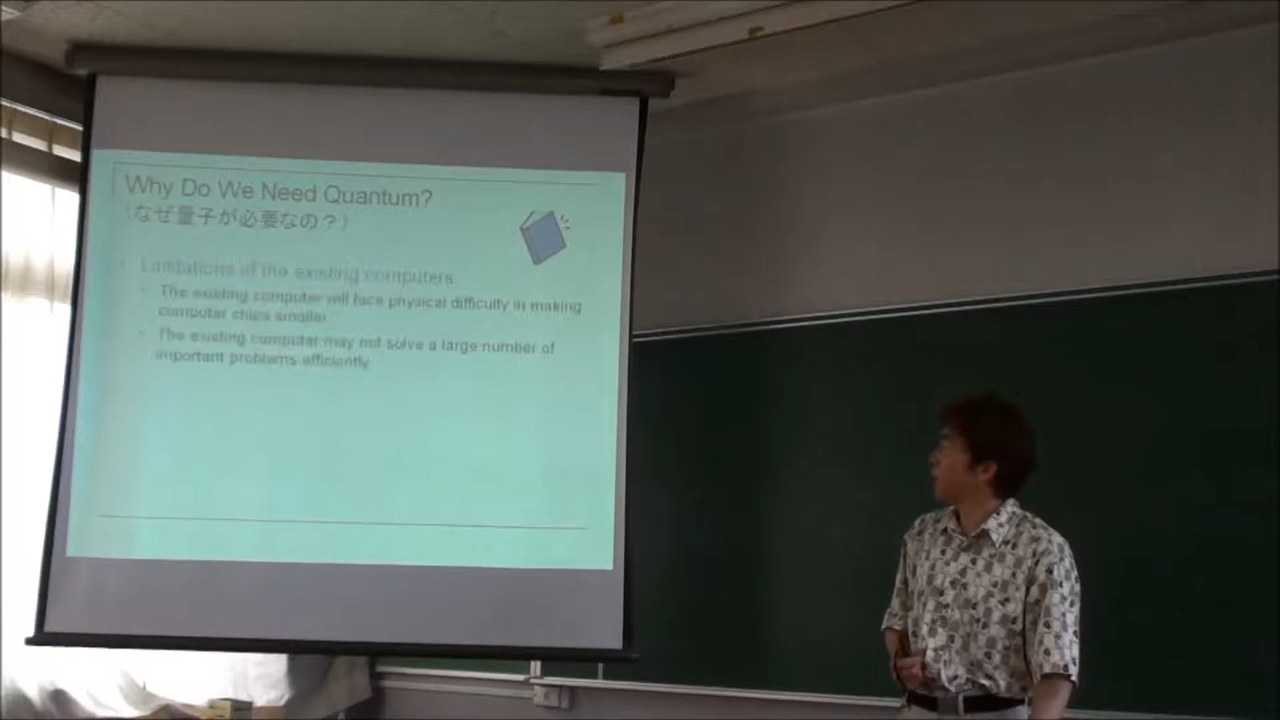 Why Do We Need Quantum?
(なぜ量子が必要なの？)
Limitations of the existing computers
The existing computer will face physical difficulty in making
computer chips smaller
The existing computer may not solve a large number of
important problems efficiently